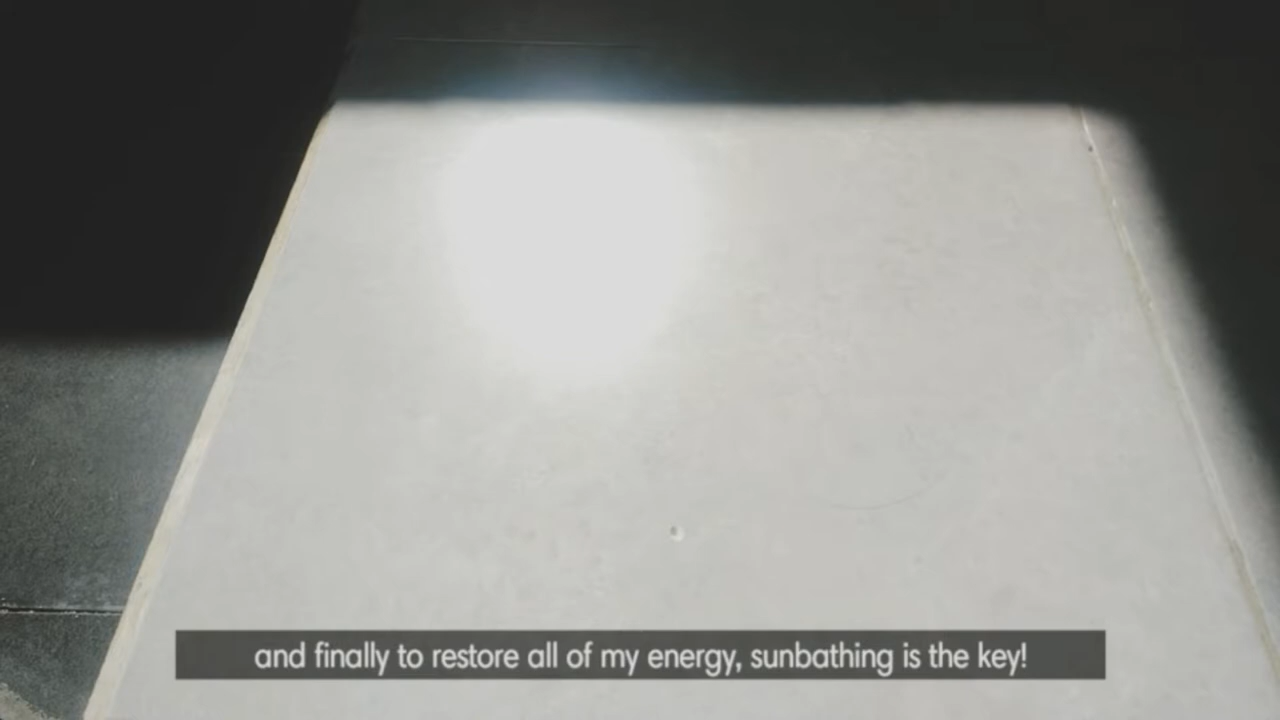 and finally to restore all of my energy, sunbathing is the key!